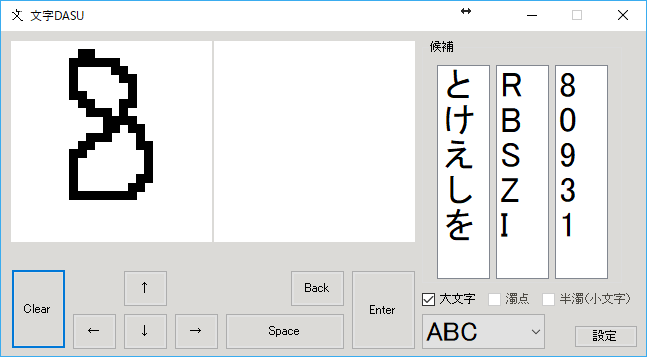 文字DASU
候補
8
と R 8
け B 0
え S 9
し Z 3
を I 1
Clear
↑
Back
Enter
← ↓ → Space
大文字 濁点 半濁(小文字)
ABC
設定